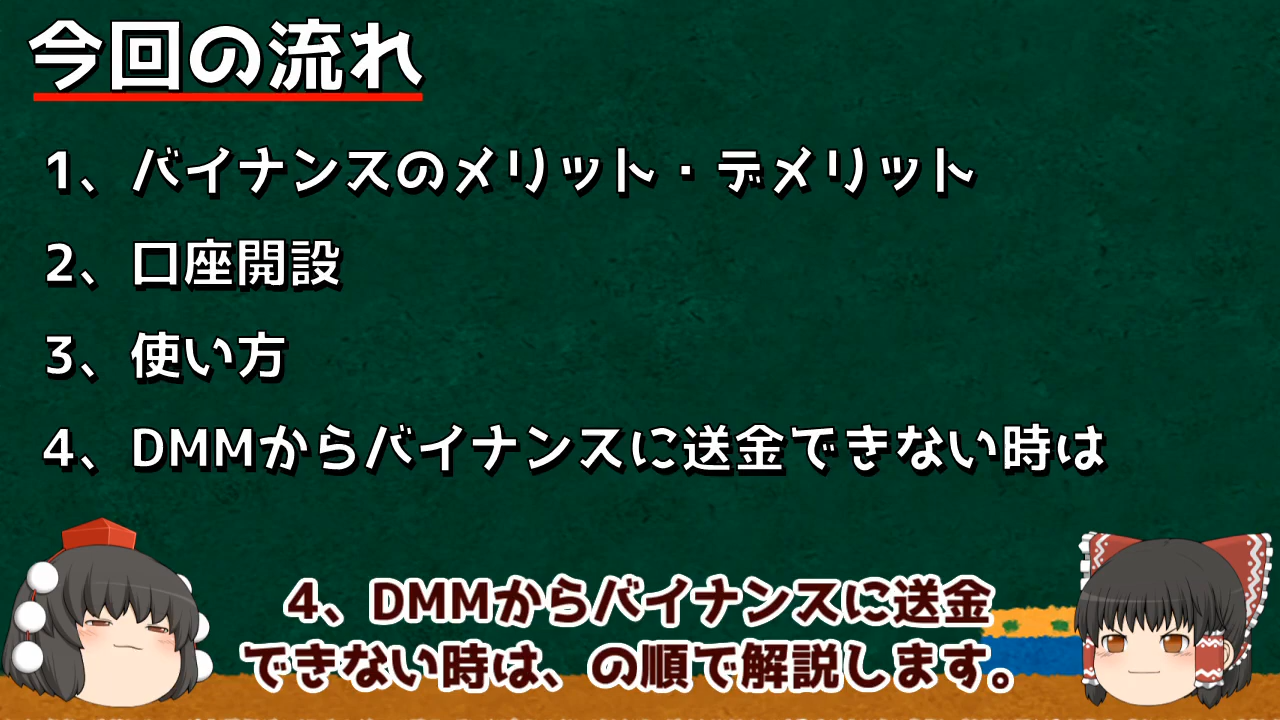 今回の流れ
1、バイナンスのメリット・デメリット
2、口座開設
3、使い方
4、DMMからバイナンスに送金できない時は
4、DMMからバイナンスに送金
できない時は、の順で解説します。